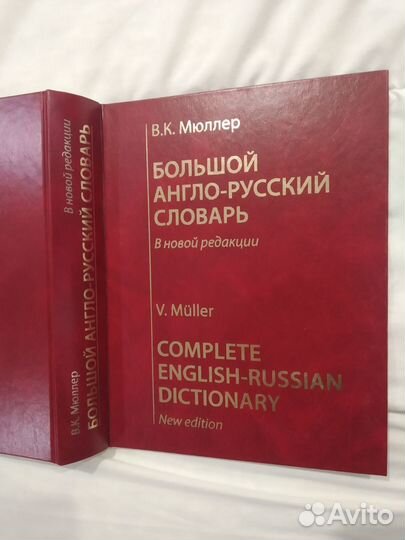 В.К. Мюллер
БОЛЬШОЙ АНГЛО-РУССКИЙ СЛОВАРЬ
В новой редакции
В.К. Мюллер
БОЛЬШОЙ
АНГЛО-РУССКИЙ
СЛОВАРЬ
В новой редакции
V. Müller
COMPLETE
ENGLISH-RUSSIAN
DICTIONARY
New edition
Avito